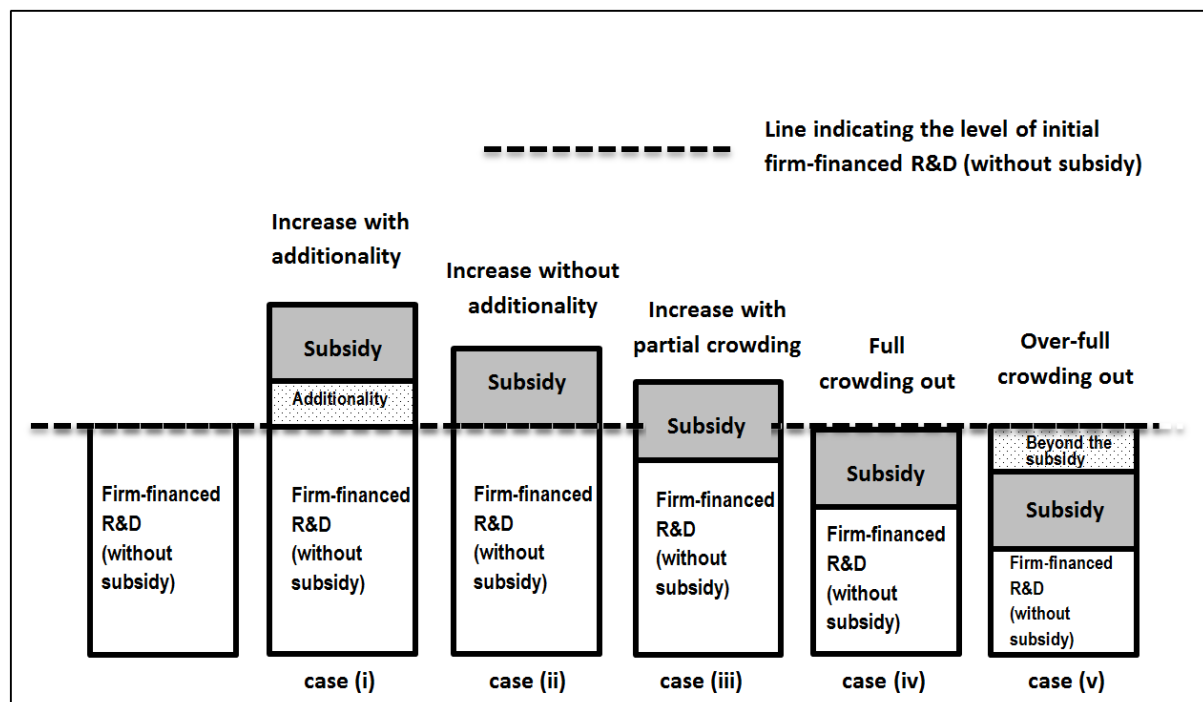 Line indicating the level of initial
firm-financed R&D (without subsidy)
Increase with
additionality
Increase without
additionality
Increase with
partial crowding
Full
crowding out
Over-full
crowding out
Firm-financed
R&D
(without
subsidy)
Subsidy
Additionality
Firm-financed
R&D
(without
subsidy)
case (i)
Subsidy
Firm-financed
R&D
(without
subsidy)
case (ii)
Subsidy
Firm-financed
R&D
(without
subsidy)
case (iii)
Subsidy
Firm-financed
R&D
(without
subsidy)
case (iv)
Beyond the
subsidy
Subsidy
Firm-financed
R&D
(without
subsidy)
case (v)